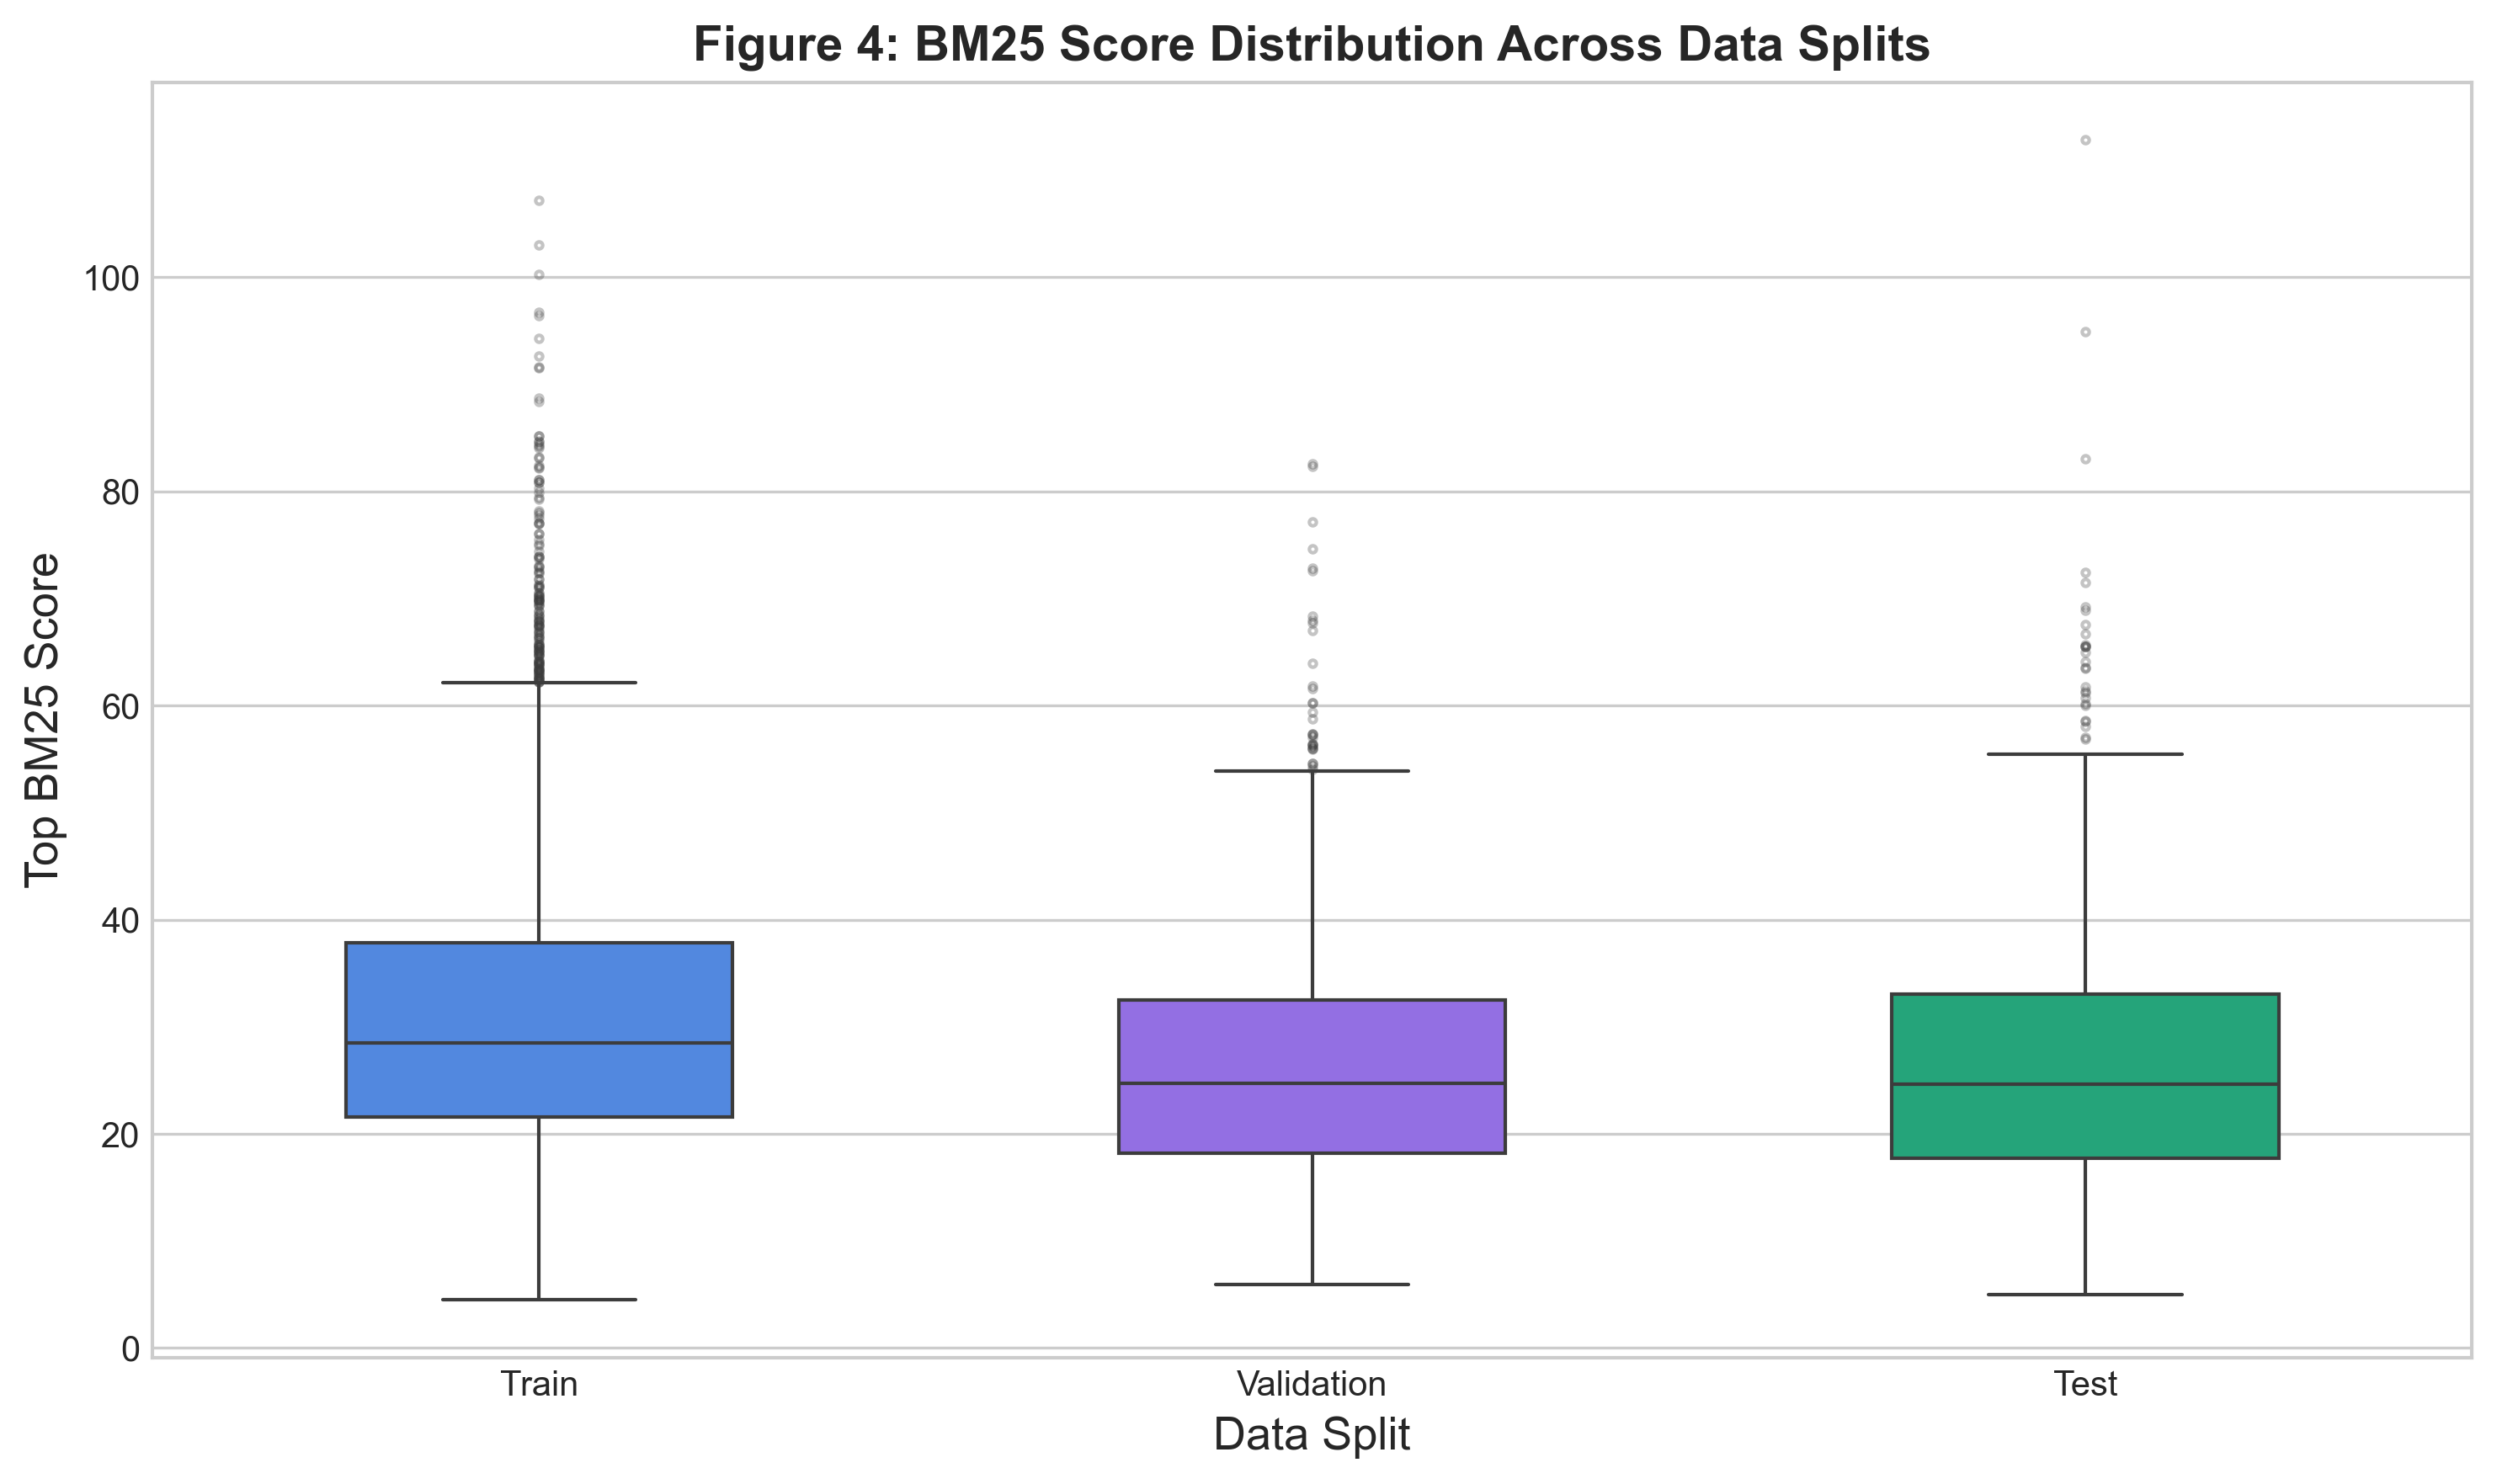 Figure 4: BM25 Score Distribution Across Data Splits
Top BM25 Score
100
80
60
40
20
0
Train
Validation
Test
Data Split